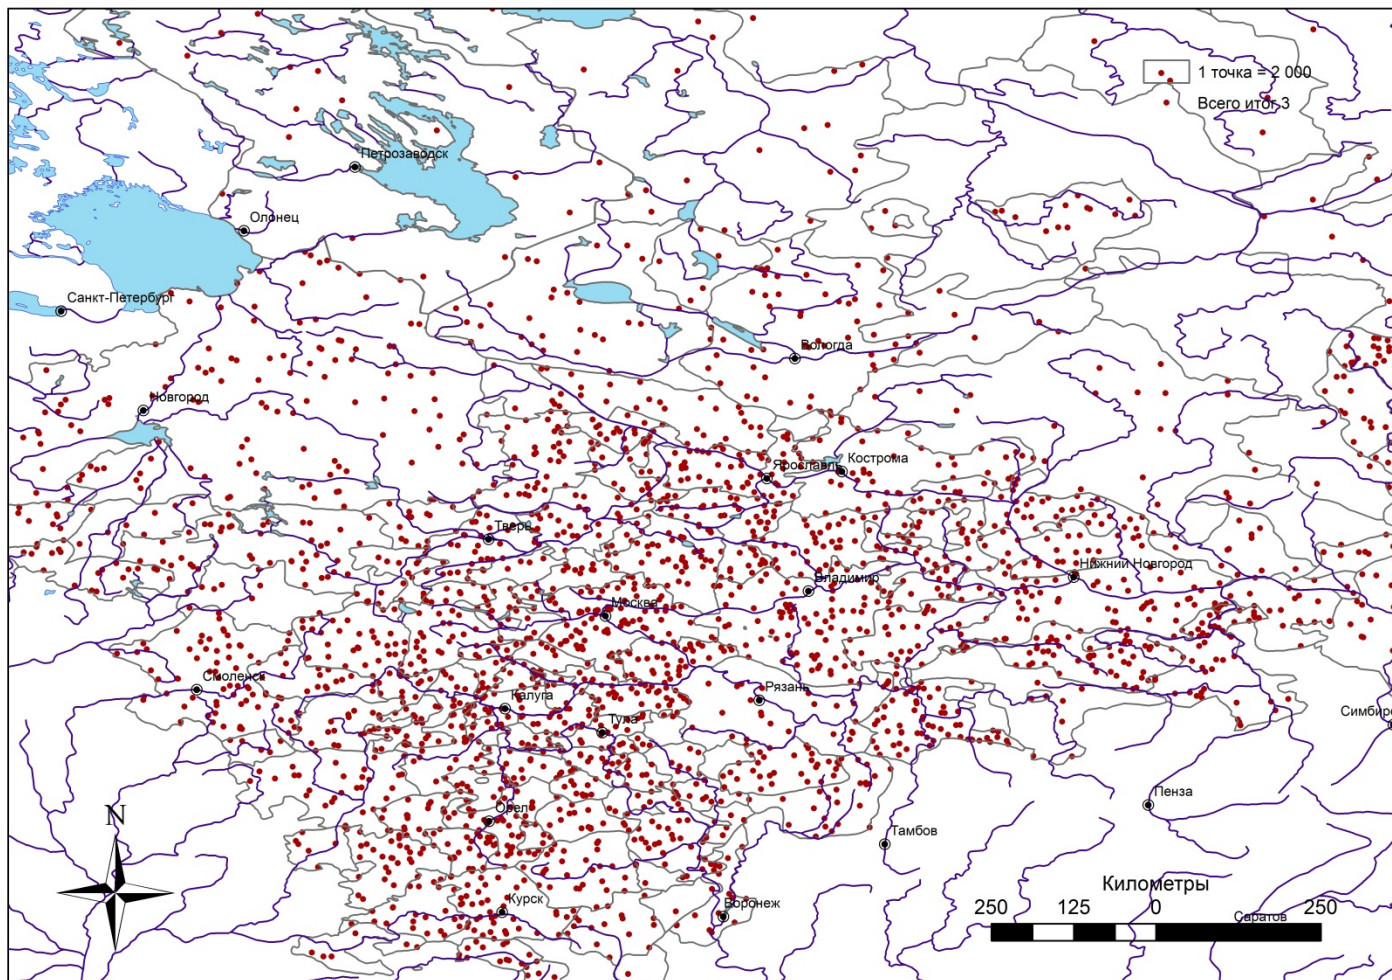 1 точка = 2 000
Всего итог 3
Петрозаводск
Олонец
Санкт-Петербург
Вологда
Новгород
Кострома
Ярославль
Тверь
Нижний Новгород
Владимир
Москва
Смоленск
Рязань
Калуга
Симбирс
Тула
Пенза
Орел
Тамбов
N
Километры
Курск
Воронеж
250 125 0 250
Саратов